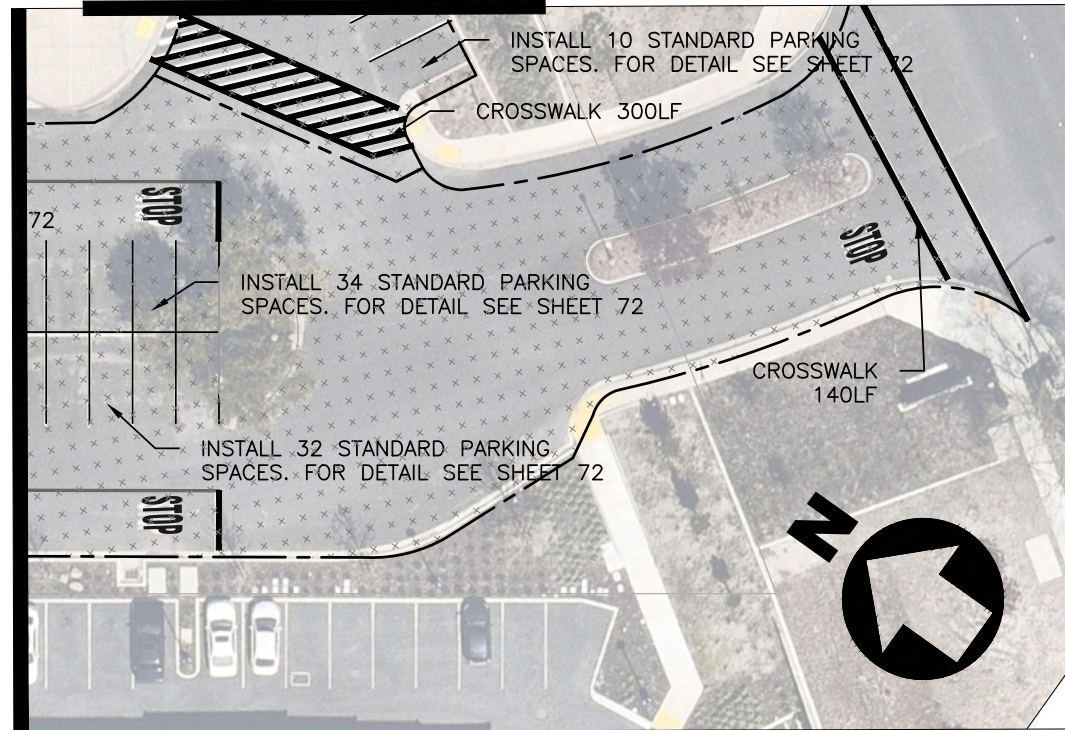 INSTALL 10 STANDARD PARKING
SPACES. FOR DETAIL SEE SHEET 72
CROSSWALK 300LF
STOP
72
STOP
INSTALL 34 STANDARD PARKING
SPACES. FOR DETAIL SEE SHEET 72
CROSSWALK
140LF
INSTALL 32 STANDARD PARKING
SPACES. FOR DETAIL SEE SHEET 72
STOP
N